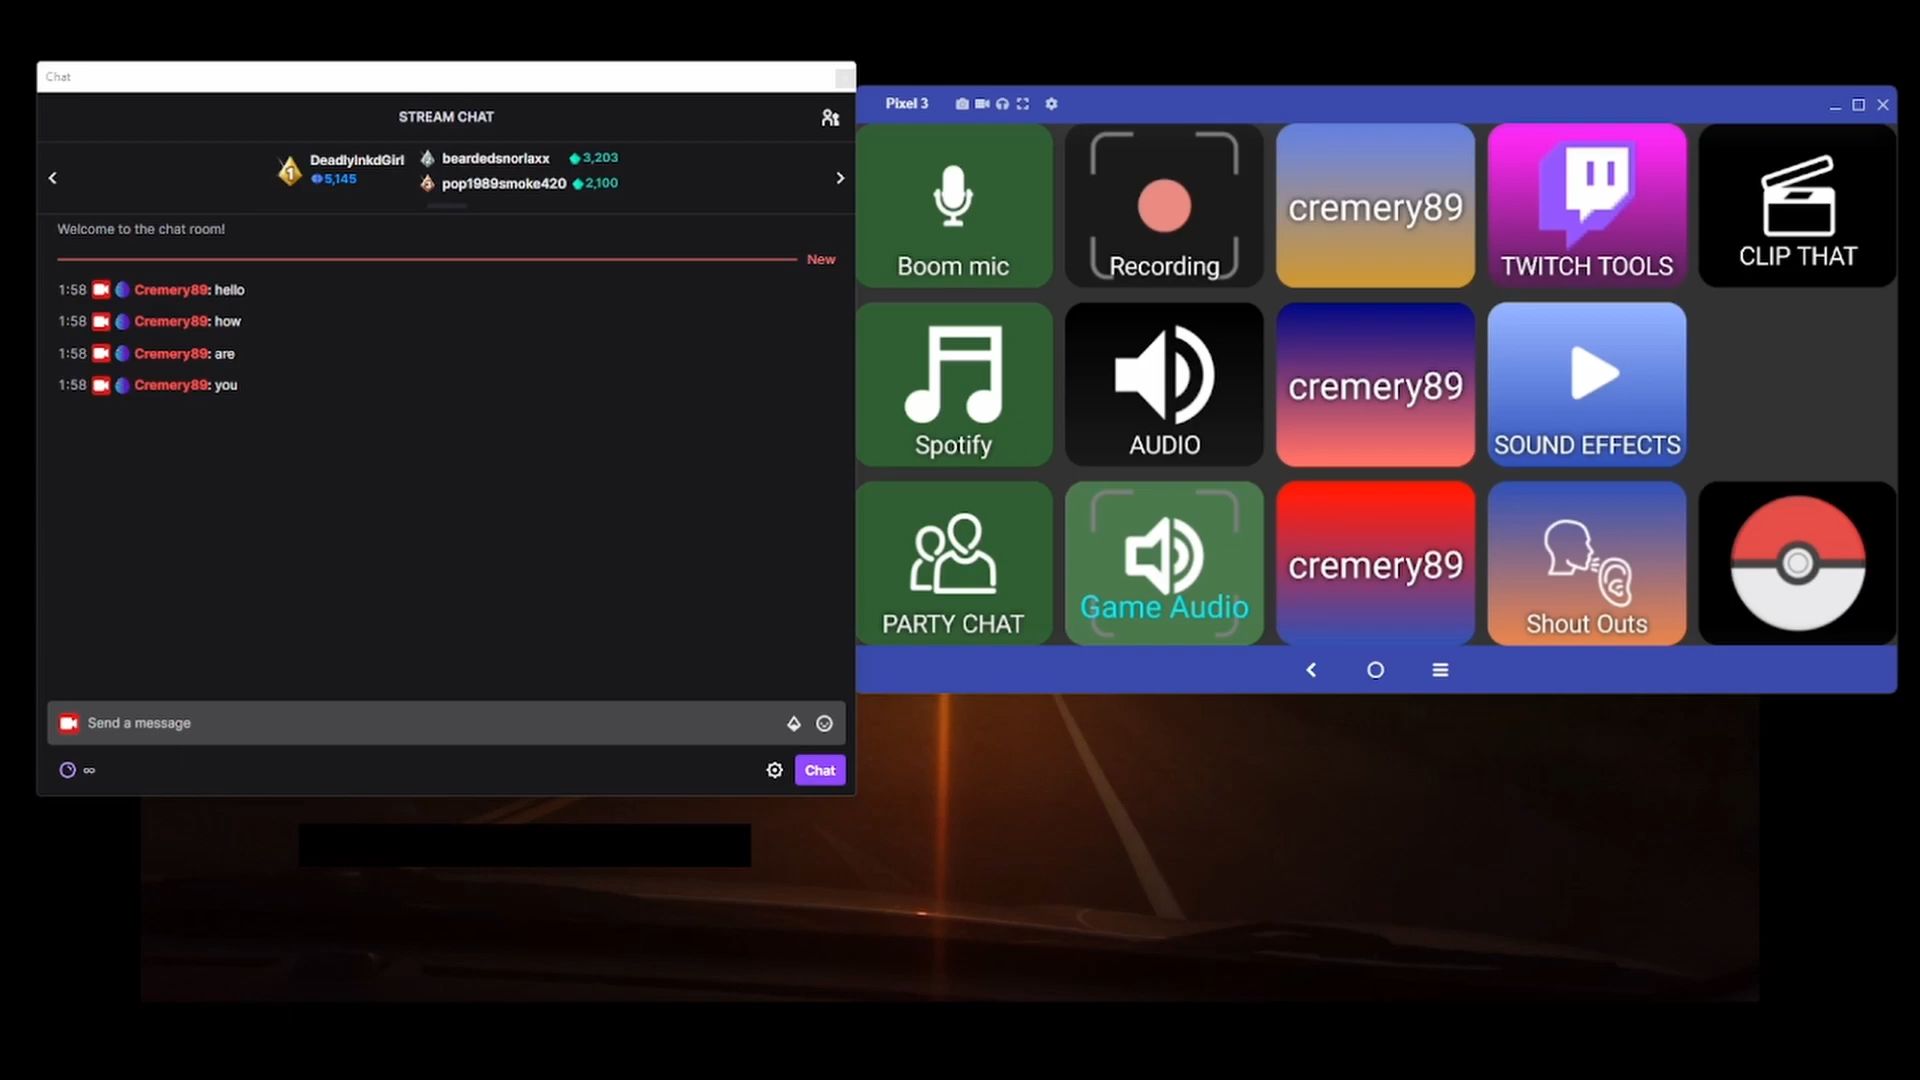 Chat
STREAM CHAT
1 DeadlyInkdGirl
5,145
beardedsnorlaxx 3,203
pop1989smoke420 2,100
Welcome to the chat room!
New
1:58 Cremery89: hello
1:58 Cremery89: how
1:58 Cremery89: are
1:58 Cremery89: you
Send a message
Chat
Pixel 3
Boom mic
Recording
cremery89
TWITCH TOOLS
CLIP THAT
Spotify
AUDIO
cremery89
SOUND EFFECTS
PARTY CHAT
Game Audio
cremery89
Shout Outs